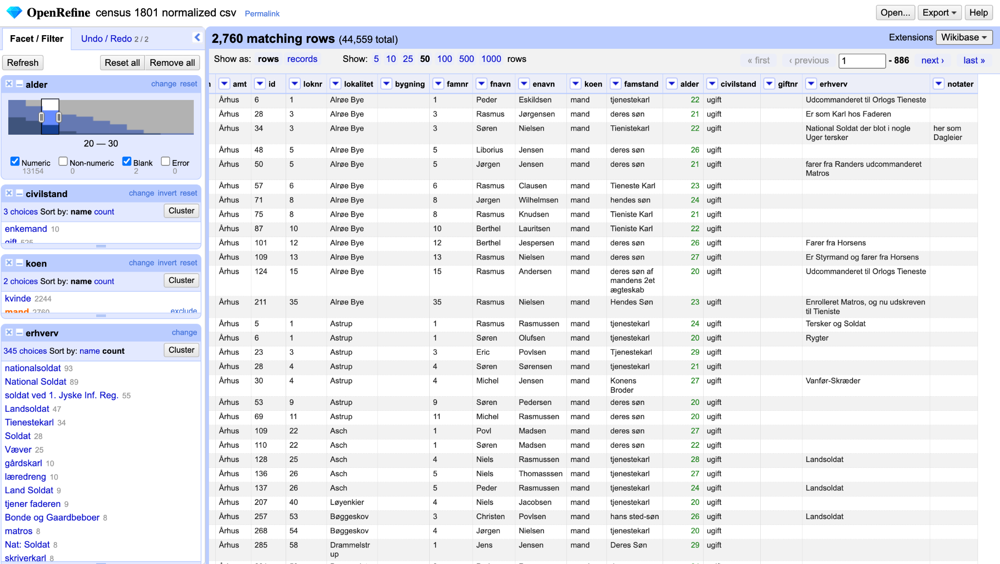 OpenRefine census 1801 normalized csv Permalink
Open... Export Help
Facet / Filter Undo / Redo 2 / 2
Refresh Reset all Remove all
alder change reset
20 — 30
Numeric Non-numeric Blank Error
13154 0 2 0
civilstand change invert reset
3 choices Sort by: name count Cluster
enkemand 10
gift 525
koen change invert reset
2 choices Sort by: name count Cluster
kvinde 2244
mand 2760 exclude
erhverv change
345 choices Sort by: name count Cluster
nationalsoldat 93
National Soldat 89
soldat ved 1. Jyske Inf. Reg. 55
Landsoldat 47
Tienestekarl 34
Soldat 28
Væver 25
gårdskarl 10
læredreng 10
Land Soldat 9
tjener faderen 9
Bonde og Gaardbeboer 8
matros 8
Nat: Soldat 8
skriverkarl 8
2,760 matching rows (44,559 total)
Extensions Wikibase
Show as: rows records Show: 5 10 25 50 100 500 1000 rows
« first ‹ previous 1 - 886 next › last »
amt id loknr lokalitet bygning famnr fnavn enavn koen famstand alder civilstand giftnr erhverv notater
Århus 6 1 Alrøe Bye 1 Peder Eskildsen mand tjenestekarl 22 ugift Udcommanderet til Orlogs Tieneste
Århus 28 3 Alrøe Bye 3 Rasmus Jørgensen mand deres søn 21 ugift Er som Karl hos Faderen
Århus 34 3 Alrøe Bye 3 Søren Nielsen mand Tienistekarl 22 ugift National Soldat der blot i nogle her som
Uger tersker Dagleier
Århus 48 5 Alrøe Bye 5 Liborius Jensen mand deres søn 26 ugift
Århus 50 5 Alrøe Bye 5 Jørgen Jensen mand deres søn 21 ugift farer fra Randers udcommanderet
Matros
Århus 57 6 Alrøe Bye 6 Rasmus Clausen mand Tieneste Karl 23 ugift
Århus 71 8 Alrøe Bye 8 Jørgen Wilhelmsen mand hendes søn 24 ugift
Århus 75 8 Alrøe Bye 8 Rasmus Knudsen mand Tieniste Karl 21 ugift
Århus 87 10 Alrøe Bye 10 Berthel Lauritsen mand Tieniste Karl 22 ugift
Århus 101 12 Alrøe Bye 12 Berthel Jespersen mand deres søn 26 ugift Farer fra Horsens
Århus 109 13 Alrøe Bye 13 Rasmus Nielsen mand deres søn 27 ugift Er Styrmand og farer fra Horsens
Århus 124 15 Alrøe Bye 15 Rasmus Andersen mand deres søn af 20 ugift Udcommanderet til Orlogs Tieneste
mandens 2et
ægteskab
Århus 211 35 Alrøe Bye 35 Rasmus Nielsen mand Hendes Søn 23 ugift Enrolleret Matros, og nu udskreven
til Tieniste
Århus 5 1 Astrup 1 Rasmus Rasmussen mand tjenestekarl 24 ugift Tersker og Soldat
Århus 6 1 Astrup 1 Søren Olufsen mand tjenestekarl 20 ugift Rygter
Århus 23 3 Astrup 3 Eric Povlsen mand Tjenestekarl 29 ugift
Århus 28 4 Astrup 4 Søren Sørensen mand tjenestekarl 21 ugift
Århus 30 4 Astrup 4 Michel Jensen mand Konens 27 ugift Vanfør-Skræder
Broder
Århus 53 9 Astrup 9 Søren Pedersen mand deres søn 20 ugift
Århus 69 11 Astrup 11 Michel Rasmussen mand deres søn 20 ugift
Århus 109 22 Asch 1 Povl Madsen mand deres søn 27 ugift
Århus 110 22 Asch 1 Søren Madsen mand deres søn 22 ugift
Århus 128 25 Asch 4 Niels Rasmussen mand tjenestekarl 28 ugift Landsoldat
Århus 136 26 Asch 5 Niels Thomasssen mand tjenestekarl 27 ugift
Århus 137 26 Asch 5 Peder Rasmussen mand tjenestekarl 24 ugift Landsoldat
Århus 207 40 Løyenkier 4 Niels Jacobsen mand tjenestekarl 20 ugift
Århus 257 53 Bøggeskov 3 Christen Povlsen mand hans sted-søn 26 ugift Landsoldat
Århus 268 54 Bøggeskov 4 Jørgen Nielsen mand tjenestekarl 20 ugift
Århus 285 58 Drammelstr 1 Jens Jensen mand Deres Søn 29 ugift
up